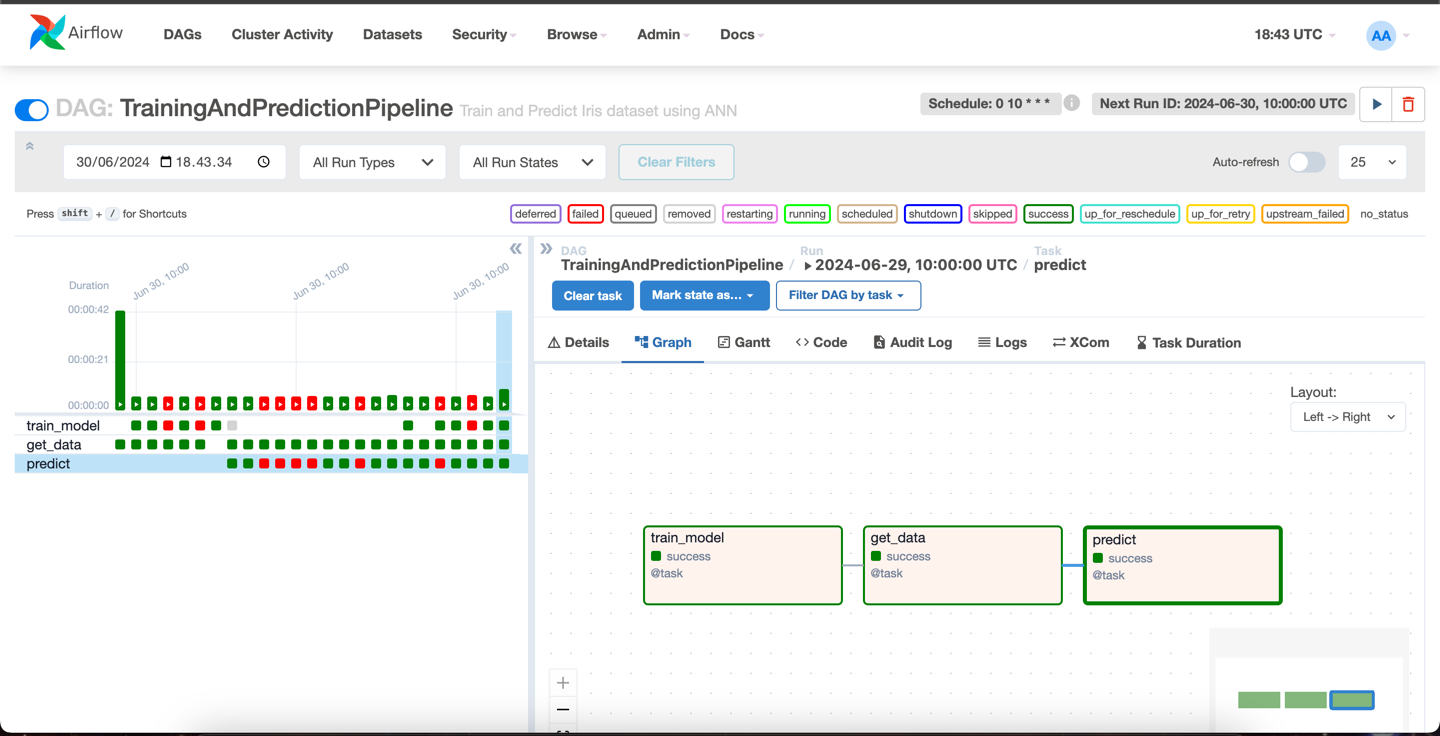 Airflow DAGs Cluster Activity Datasets Security Browse Admin Docs 18:43 UTC AA
DAG: TrainingAndPredictionPipeline Train and Predict Iris dataset using ANN Schedule: 0 10 * * * i Next Run ID: 2024-06-30, 10:00:00 UTC
30/06/2024 18.43.34 All Run Types All Run States Clear Filters Auto-refresh 25
Press shift + / for Shortcuts deferred failed queued removed restarting running scheduled shutdown skipped success up_for_reschedule up_for_retry upstream_failed no_status
DAG Run Task
TrainingAndPredictionPipeline / 2024-06-29, 10:00:00 UTC / predict
Clear task Mark state as... Filter DAG by task
Details Graph Gantt Code Audit Log Logs XCom Task Duration
Duration Jun 30, 10:00 Jun 30, 10:00 Jun 30, 10:00
00:00:42
00:00:21
00:00:00
train_model
get_data
predict
Layout:
Left -> Right
train_model
success
@task
get_data
success
@task
predict
success
@task